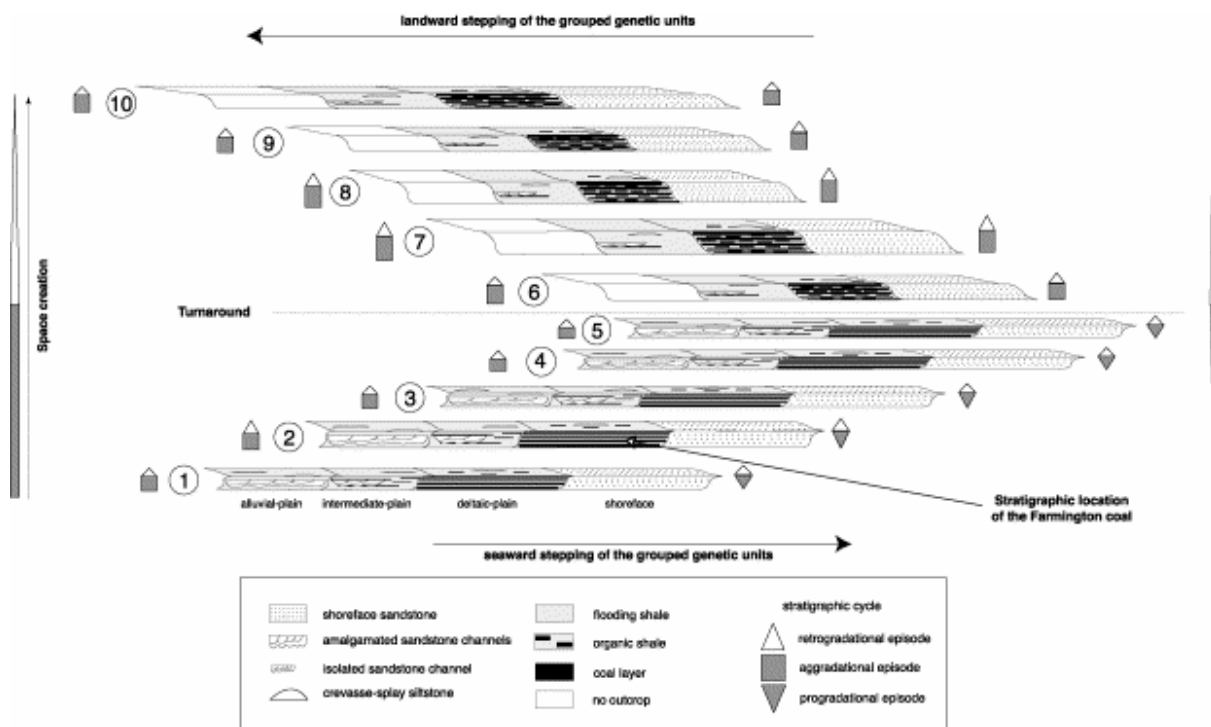 landward stepping of the grouped genetic units
10
9
8
7
6
Space creation
Turnaround
5
4
3
2
1
alluvial-plain intermediate-plain deltaic-plain shoreface
Stratigraphic location
of the Farmington coal
seaward stepping of the grouped genetic units
shoreface sandstone
amalgamated sandstone channels
isolated sandstone channel
crevasse-splay siltstone
flooding shale
organic shale
coal layer
no outcrop
stratigraphic cycle
retrogradational episode
aggradational episode
progradational episode